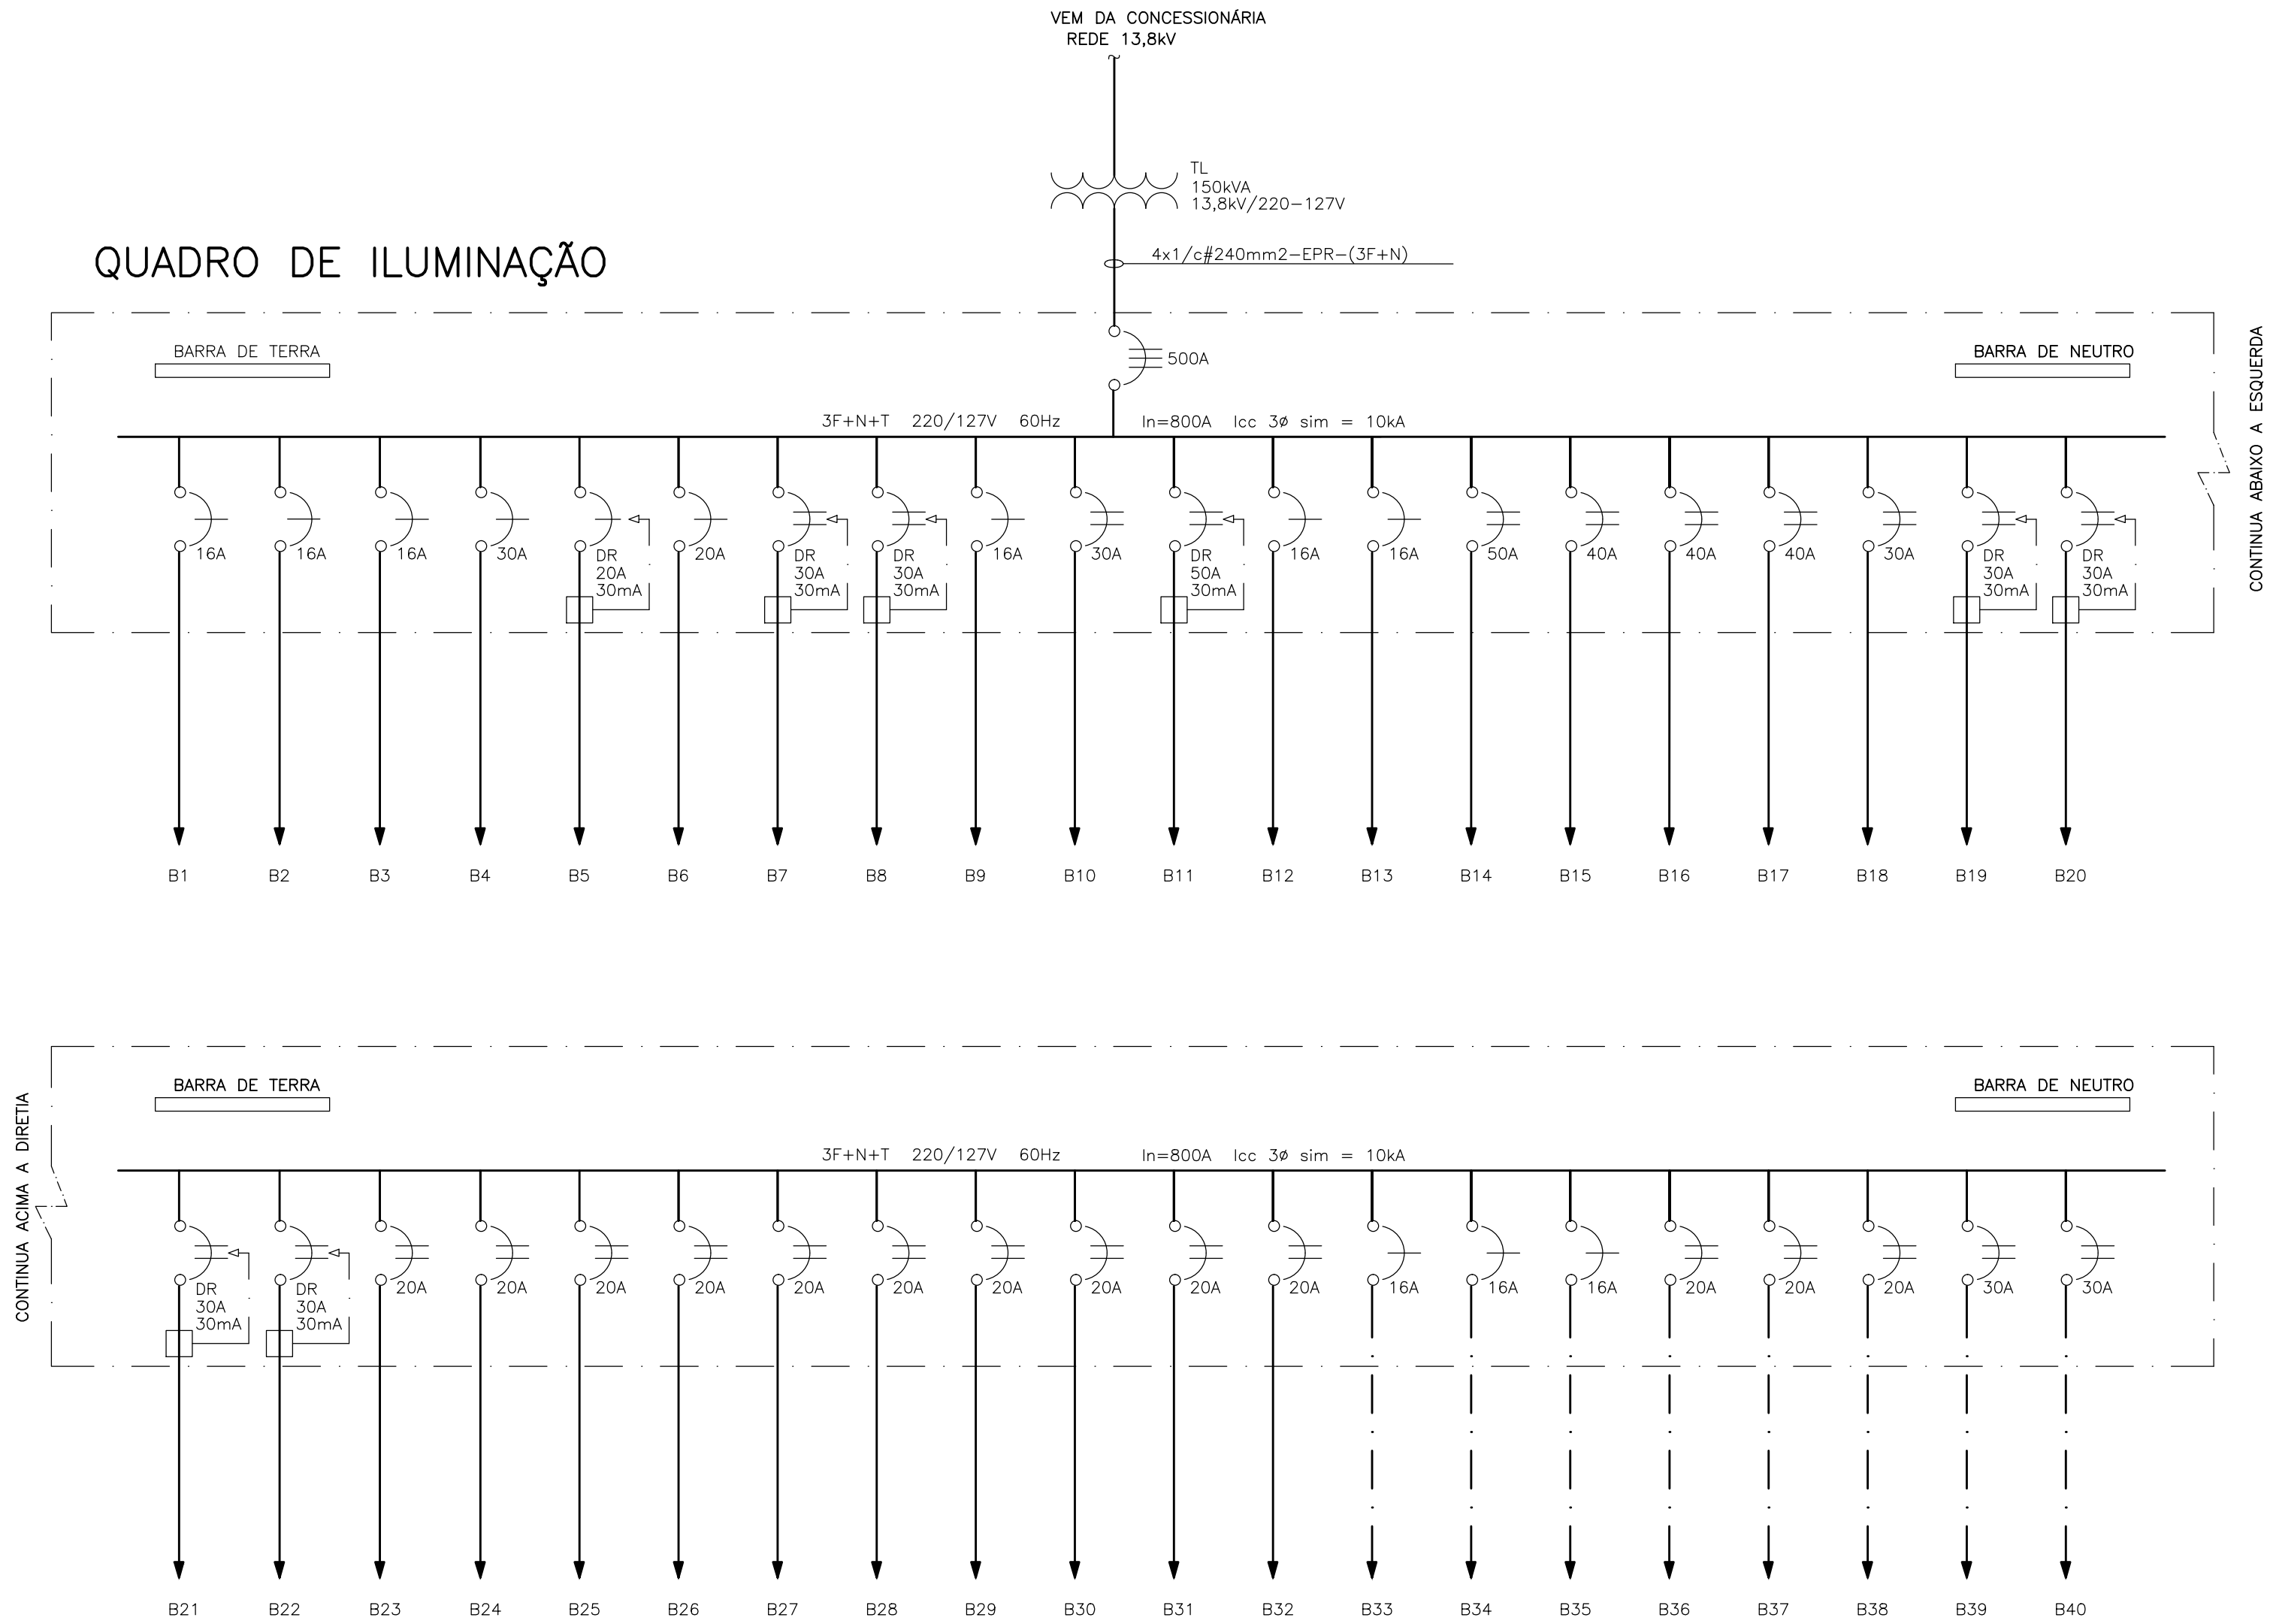 VEM DA CONCESSIONÁRIA
REDE 13,8kV
TL
150kVA
13,8kV/220-127V
4x1/c#240mm2-EPR-(3F+N)
QUADRO DE ILUMINAÇÃO
BARRA DE TERRA
500A
BARRA DE NEUTRO
CONTINUA ABAIXO A ESQUERDA
3F+N+T 220/127V 60Hz In=800A Icc 3ø sim = 10kA
16A
16A
16A
30A
DR
20A
30mA
20A
DR
30A
30mA
DR
30A
30mA
16A
30A
DR
50A
30mA
16A
16A
50A
40A
40A
40A
30A
DR
30A
30mA
DR
30A
30mA
B1 B2 B3 B4 B5 B6 B7 B8 B9 B10 B11 B12 B13 B14 B15 B16 B17 B18 B19 B20
CONTINUA ACIMA A DIRETIA
BARRA DE TERRA
BARRA DE NEUTRO
3F+N+T 220/127V 60Hz In=800A Icc 3ø sim = 10kA
DR
30A
30mA
DR
30A
30mA
20A
20A
20A
20A
20A
20A
20A
20A
20A
20A
16A
16A
16A
20A
20A
20A
30A
30A
B21 B22 B23 B24 B25 B26 B27 B28 B29 B30 B31 B32 B33 B34 B35 B36 B37 B38 B39 B40